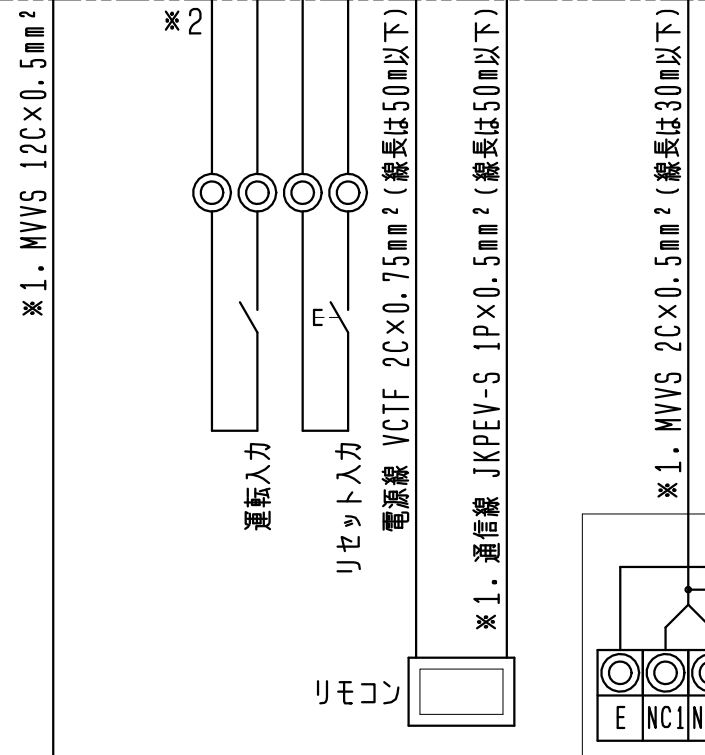 ※1. MVVS 12C×0.5mm²
※2
運転入力
E
リセット入力
電源線 VCTF 2C×0.75mm²(線長は50m以下)
※1. 通信線 JKPEV-S 1P×0.5mm²(線長は50m以下)
リモコン
※1. MVVS 2C×0.5mm²(線長は30m以下)
E
NC1
N